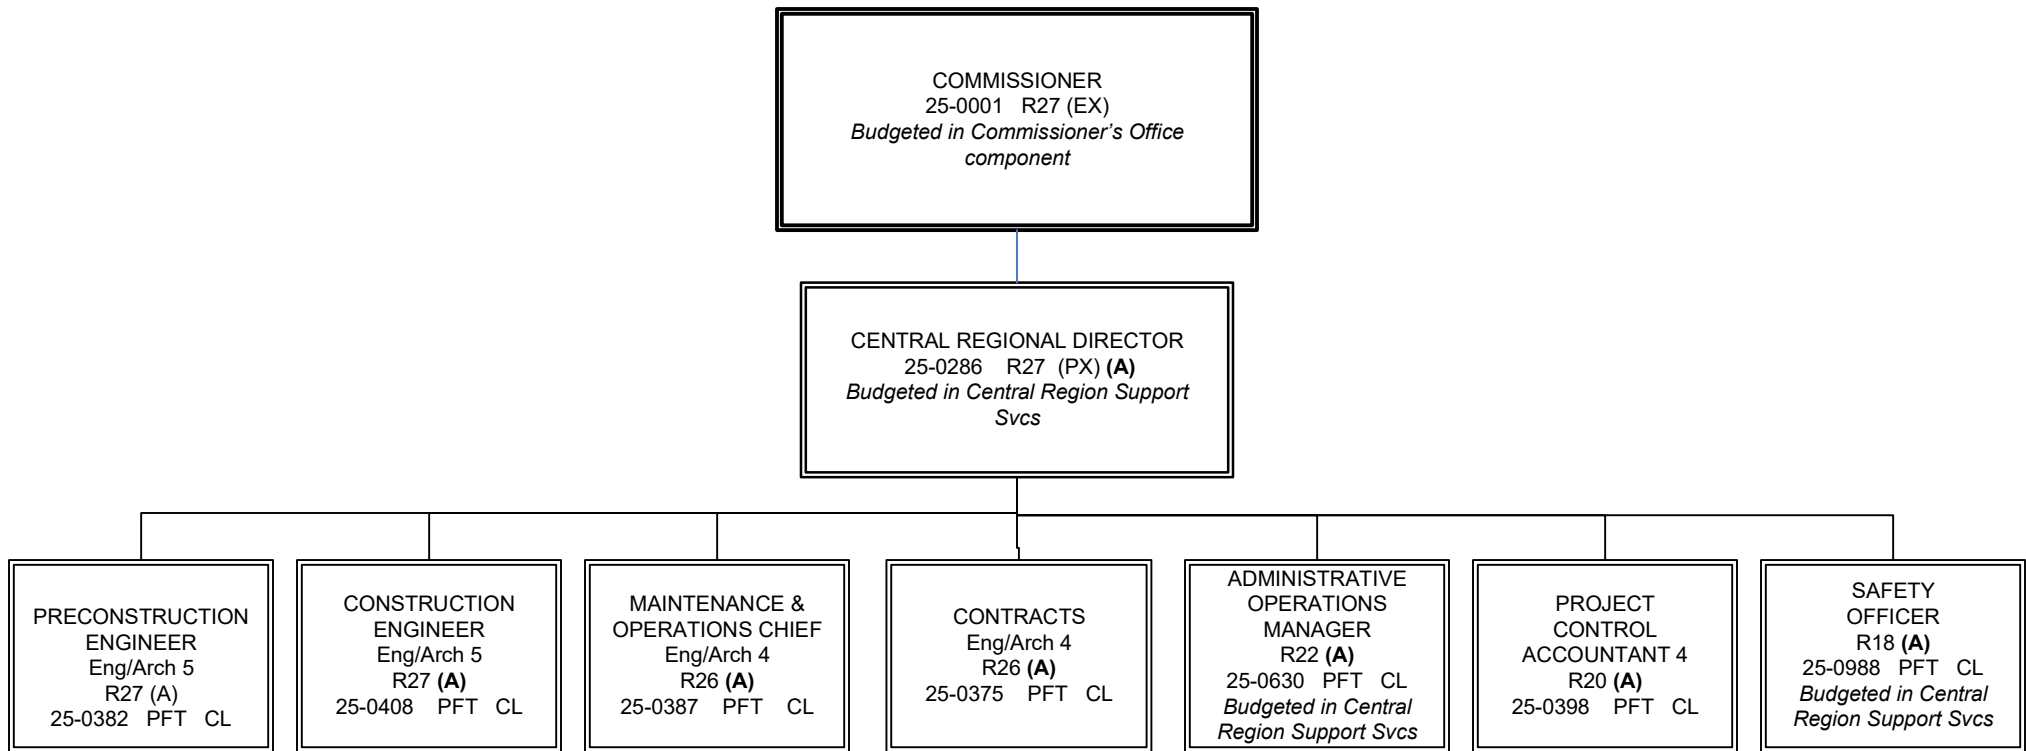 COMMISSIONER
25-0001 R27 (EX)
Budgeted in Commissioner’s Office
component
CENTRAL REGIONAL DIRECTOR
25-0286 R27 (PX) (A)
Budgeted in Central Region Support
Svcs
PRECONSTRUCTION
ENGINEER
Eng/Arch 5
R27 (A)
25-0382 PFT CL
CONSTRUCTION
ENGINEER
Eng/Arch 5
R27 (A)
25-0408 PFT CL
MAINTENANCE &
OPERATIONS CHIEF
Eng/Arch 4
R26 (A)
25-0387 PFT CL
CONTRACTS
Eng/Arch 4
R26 (A)
25-0375 PFT CL
ADMINISTRATIVE
OPERATIONS
MANAGER
R22 (A)
25-0630 PFT CL
Budgeted in Central
Region Support Svcs
PROJECT
CONTROL
ACCOUNTANT 4
R20 (A)
25-0398 PFT CL
SAFETY
OFFICER
R18 (A)
25-0988 PFT CL
Budgeted in Central
Region Support Svcs